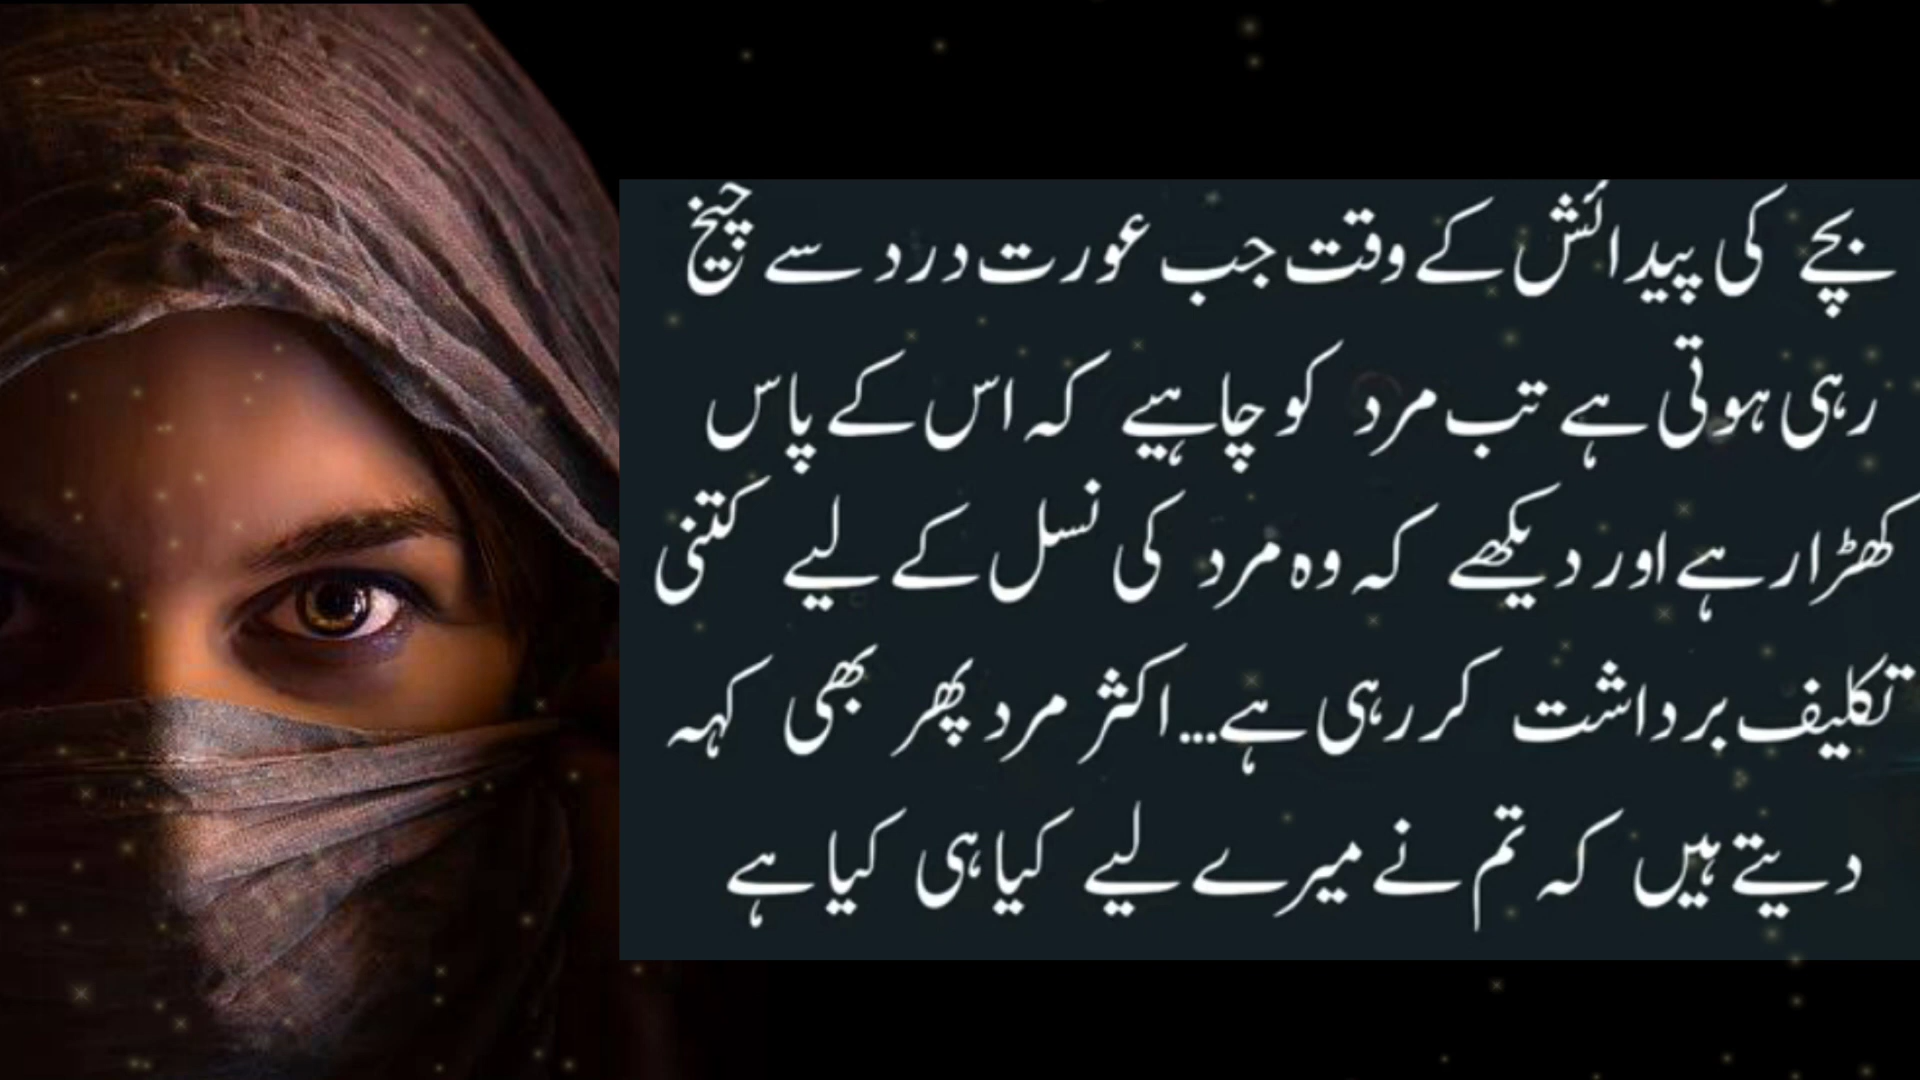 بچے کی پیدائش کے وقت جب عورت درد سے چیخ
رہی ہوتی ہے تب مرد کو چاہیے کہ اس کے پاس
کھڑا رہے اور دیکھے کہ وہ مرد کی نسل کے لیے کتنی
تکلیف برداشت کر رہی ہے...اکثر مرد پھر بھی کہہ
دیتے ہیں کہ تم نے میرے لیے کیا ہی کیا ہے